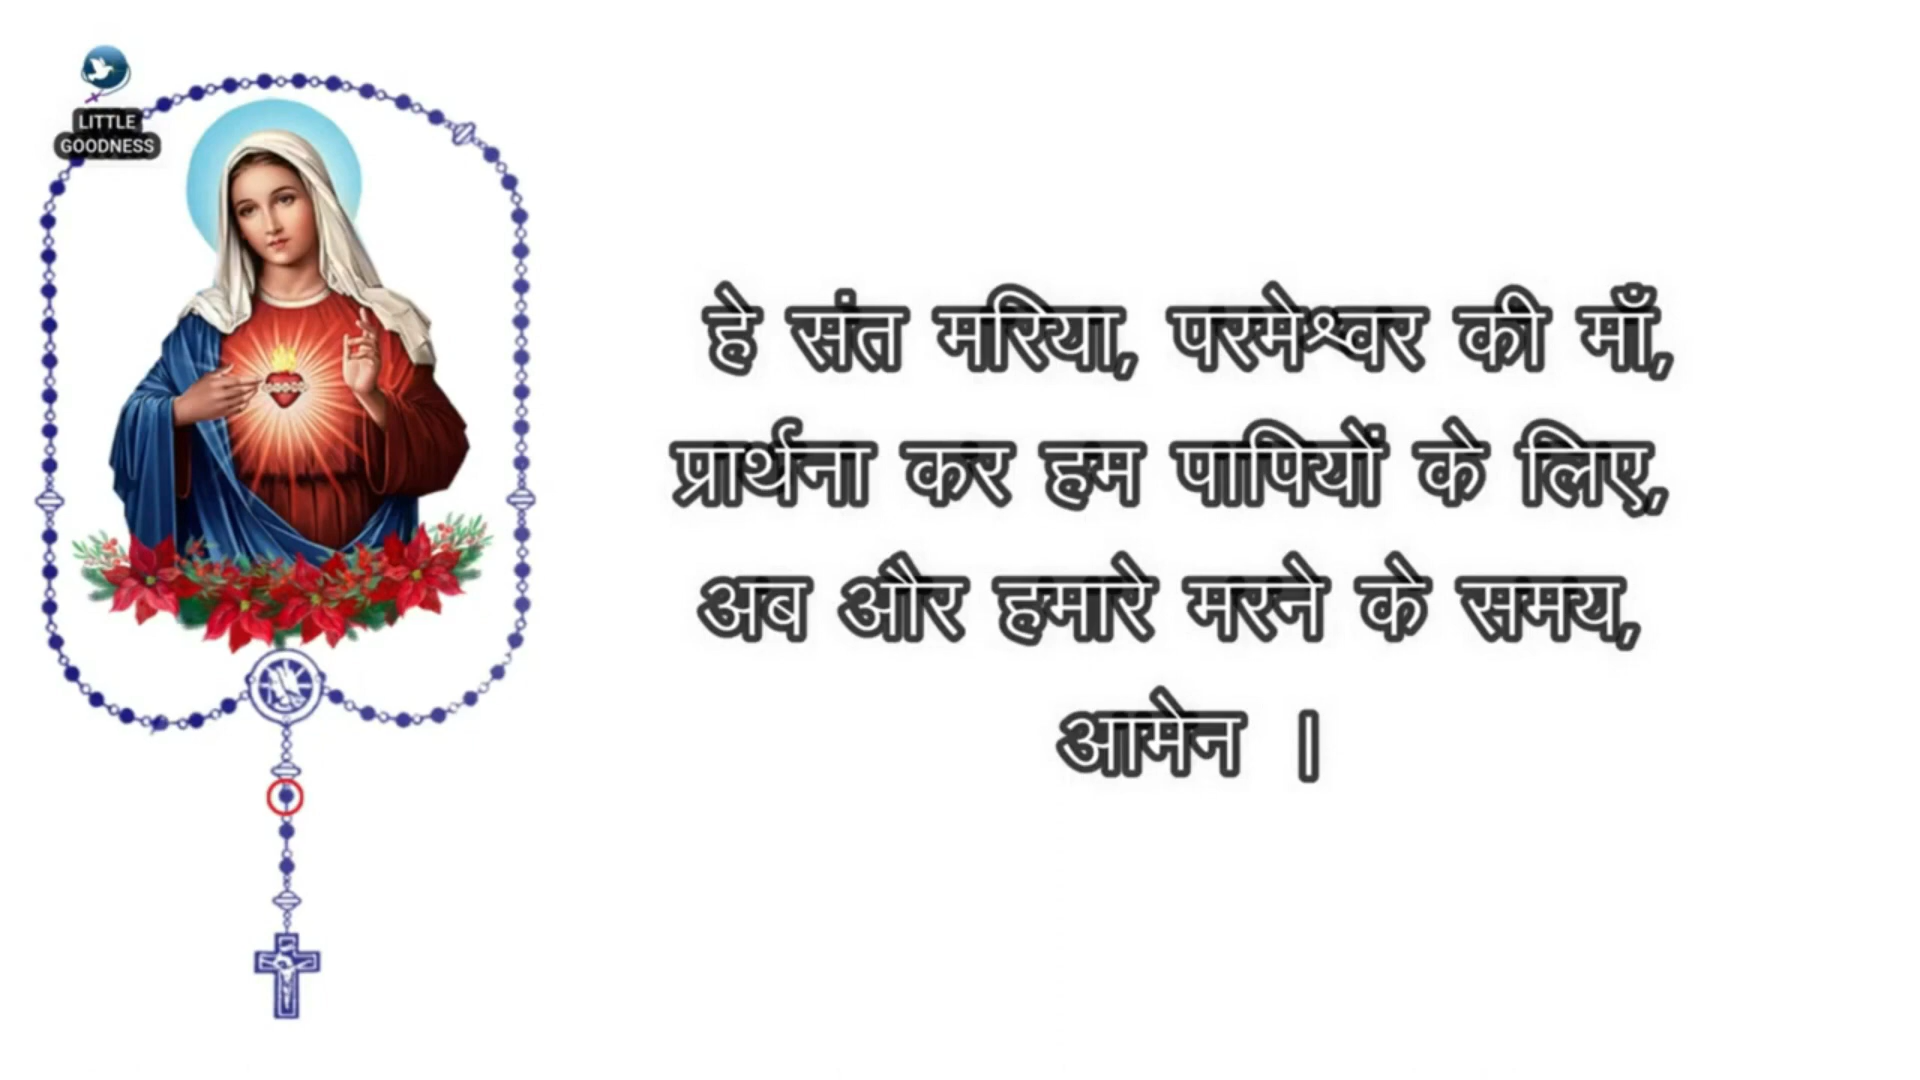 LITTLE
GOODNESS
हे संत मरिया, परमेश्वर की माँ,
प्रार्थना कर हम पापियों के लिए,
अब और हमारे मरने के समय,
आमेन ।